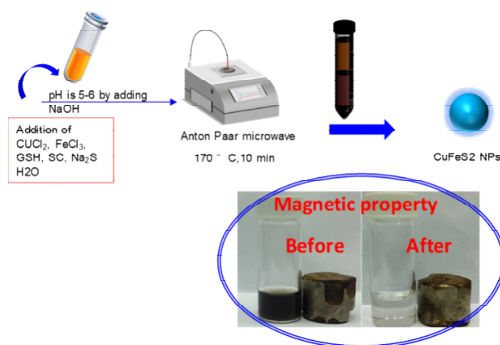 pH is 5-6 by adding
NaOH
Addition of
CUCl₂, FeCl₃,
GSH, SC, Na₂S
H2O
Anton Paar microwave
170 ° C,10 min
CuFeS2 NPs
Magnetic property
Before After